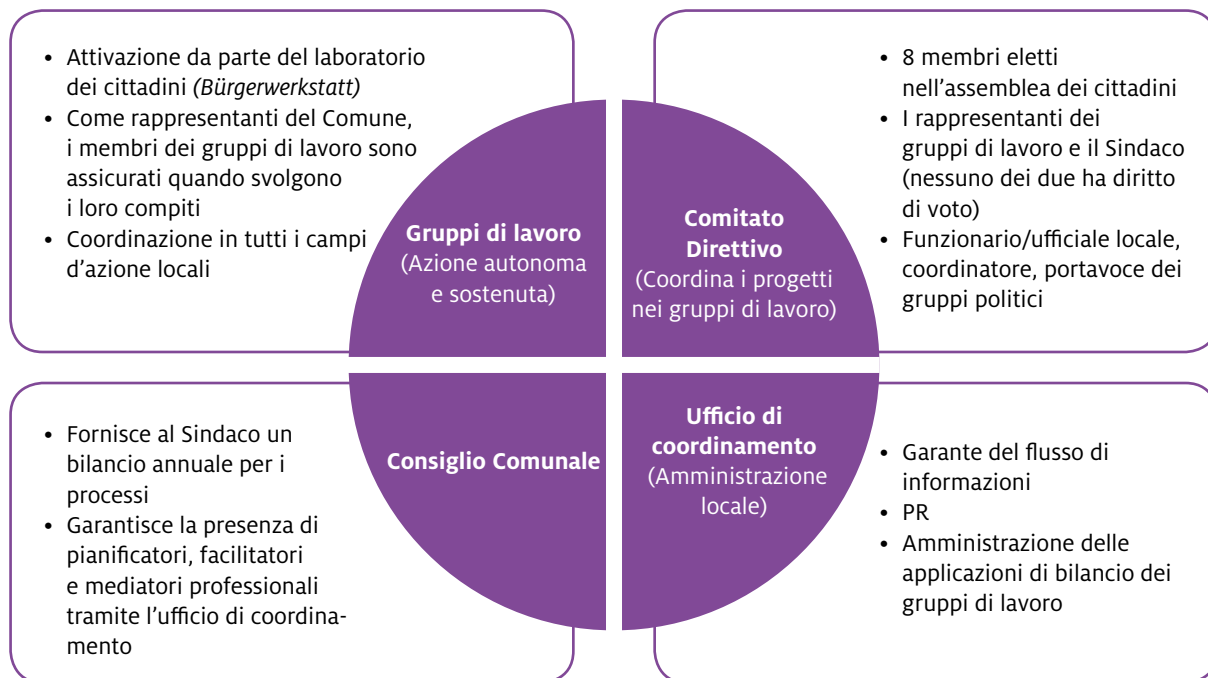 • Attivazione da parte del laboratorio
dei cittadini (Bürgerwerkstatt)
• Come rappresentanti del Comune,
i membri dei gruppi di lavoro sono
assicurati quando svolgono
i loro compiti
• Coordinazione in tutti i campi
d’azione locali
Gruppi di lavoro
(Azione autonoma
e sostenuta)
Comitato
Direttivo
(Coordina i progetti
nei gruppi di lavoro)
• 8 membri eletti
nell’assemblea dei cittadini
• I rappresentanti dei
gruppi di lavoro e il Sindaco
(nessuno dei due ha diritto
di voto)
• Funzionario/ufficiale locale,
coordinatore, portavoce dei
gruppi politici
• Fornisce al Sindaco un
bilancio annuale per i
processi
• Garantisce la presenza di
pianificatori, facilitatori
e mediatori professionali
tramite l’ufficio di coordina-
mento
Consiglio Comunale
Ufficio di
coordinamento
(Amministrazione
locale)
• Garante del flusso di
informazioni
• PR
• Amministrazione delle
applicazioni di bilancio dei
gruppi di lavoro